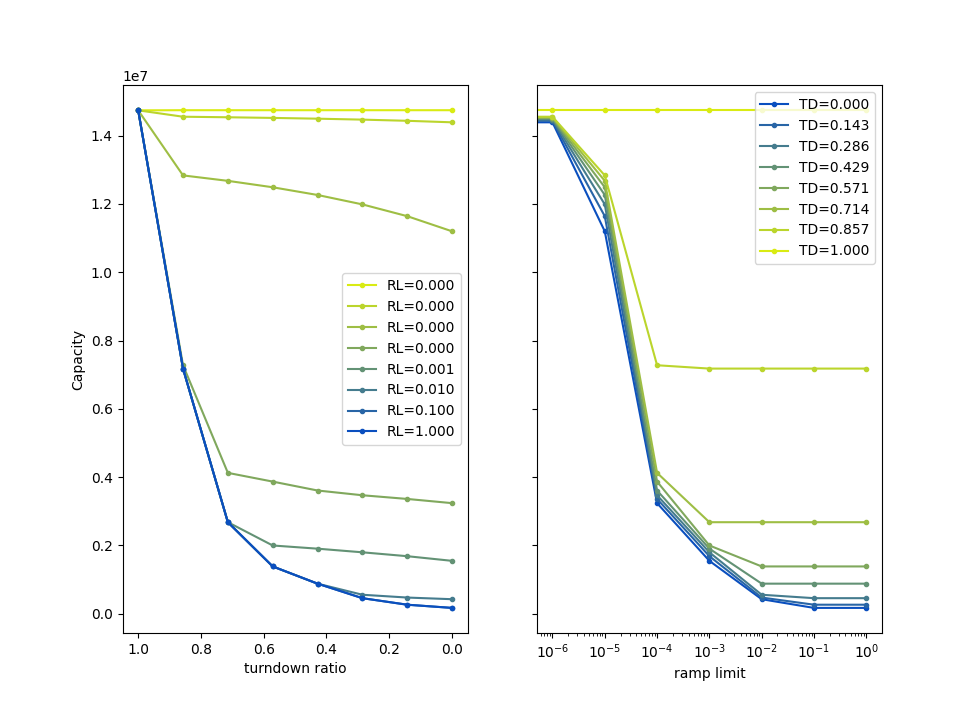 1e7
1.4
1.2
1.0
0.8
0.6
0.4
0.2
0.0
Capacity
1.0 0.8 0.6 0.4 0.2 0.0
turndown ratio
RL=0.000
RL=0.000
RL=0.000
RL=0.000
RL=0.001
RL=0.010
RL=0.100
RL=1.000
TD=0.000
TD=0.143
TD=0.286
TD=0.429
TD=0.571
TD=0.714
TD=0.857
TD=1.000
10⁻⁶ 10⁻⁵ 10⁻⁴ 10⁻³ 10⁻² 10⁻¹ 10⁰
ramp limit